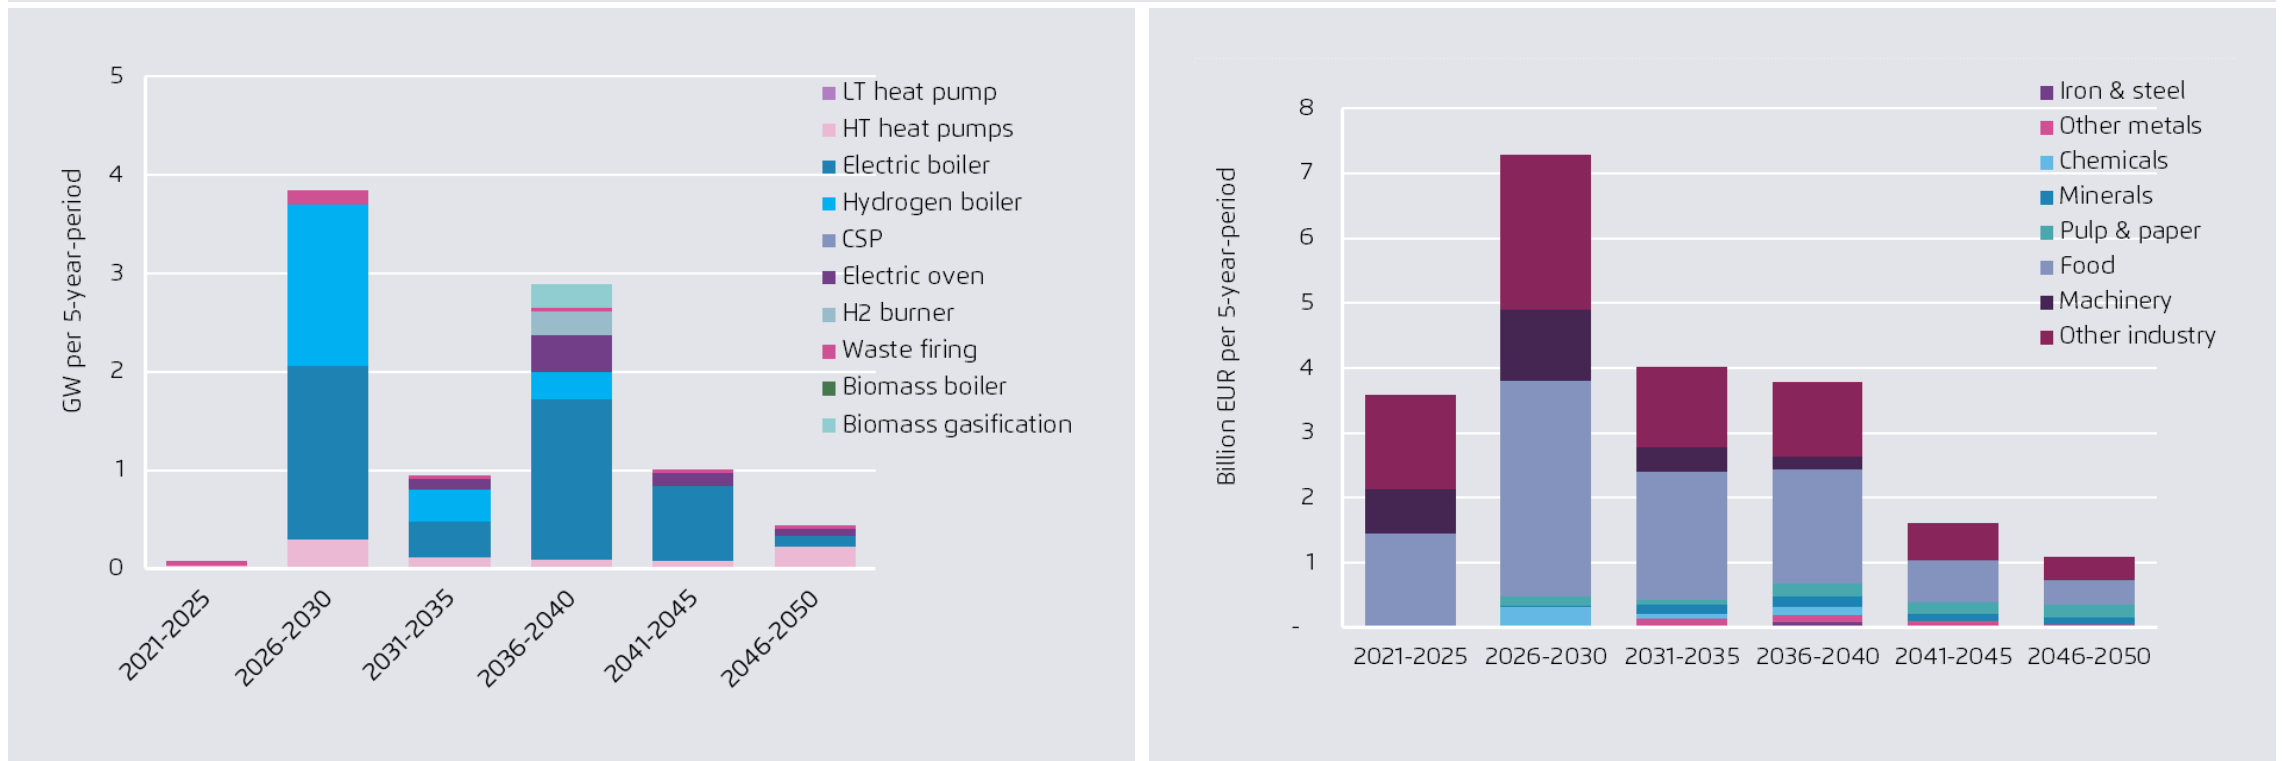 GW per 5-year-period
5
4
3
2
1
0
2021-2025
2026-2030
2031-2035
2036-2040
2041-2045
2046-2050
LT heat pump
HT heat pumps
Electric boiler
Hydrogen boiler
CSP
Electric oven
H2 burner
Waste firing
Biomass boiler
Biomass gasification
Billion EUR per 5-year-period
8
7
6
5
4
3
2
1
-
2021-2025
2026-2030
2031-2035
2036-2040
2041-2045
2046-2050
Iron & steel
Other metals
Chemicals
Minerals
Pulp & paper
Food
Machinery
Other industry